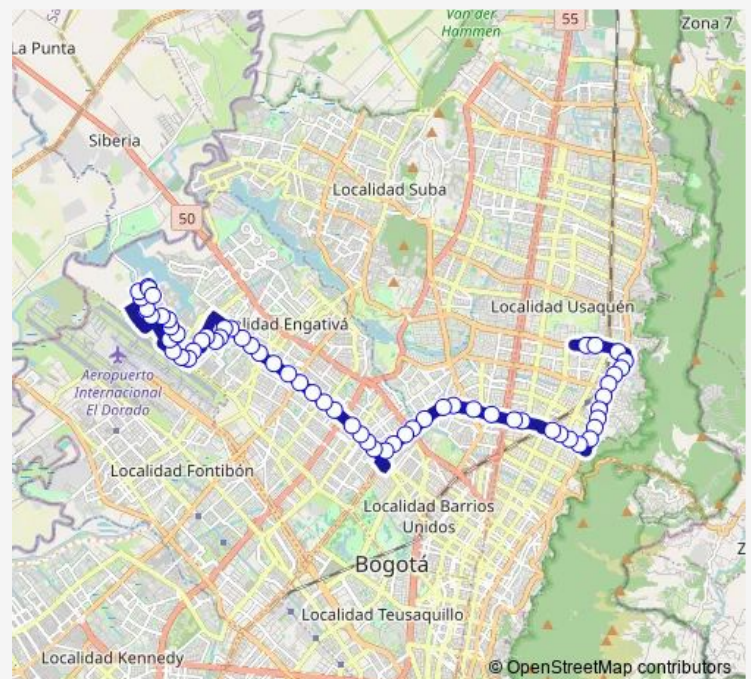 Van der
Hammen
55
Zona 7
La Punta
Siberia
Localidad Suba
50
Localidad Usaquén
alidad Engativá
Aeropuerto
Internacional
El Dorado
Localidad Fontibón
Localidad Barrios
Unidos
Z
Bogotá
Localidad Teusaquillo
Localidad Kennedy
© OpenStreetMap contributors